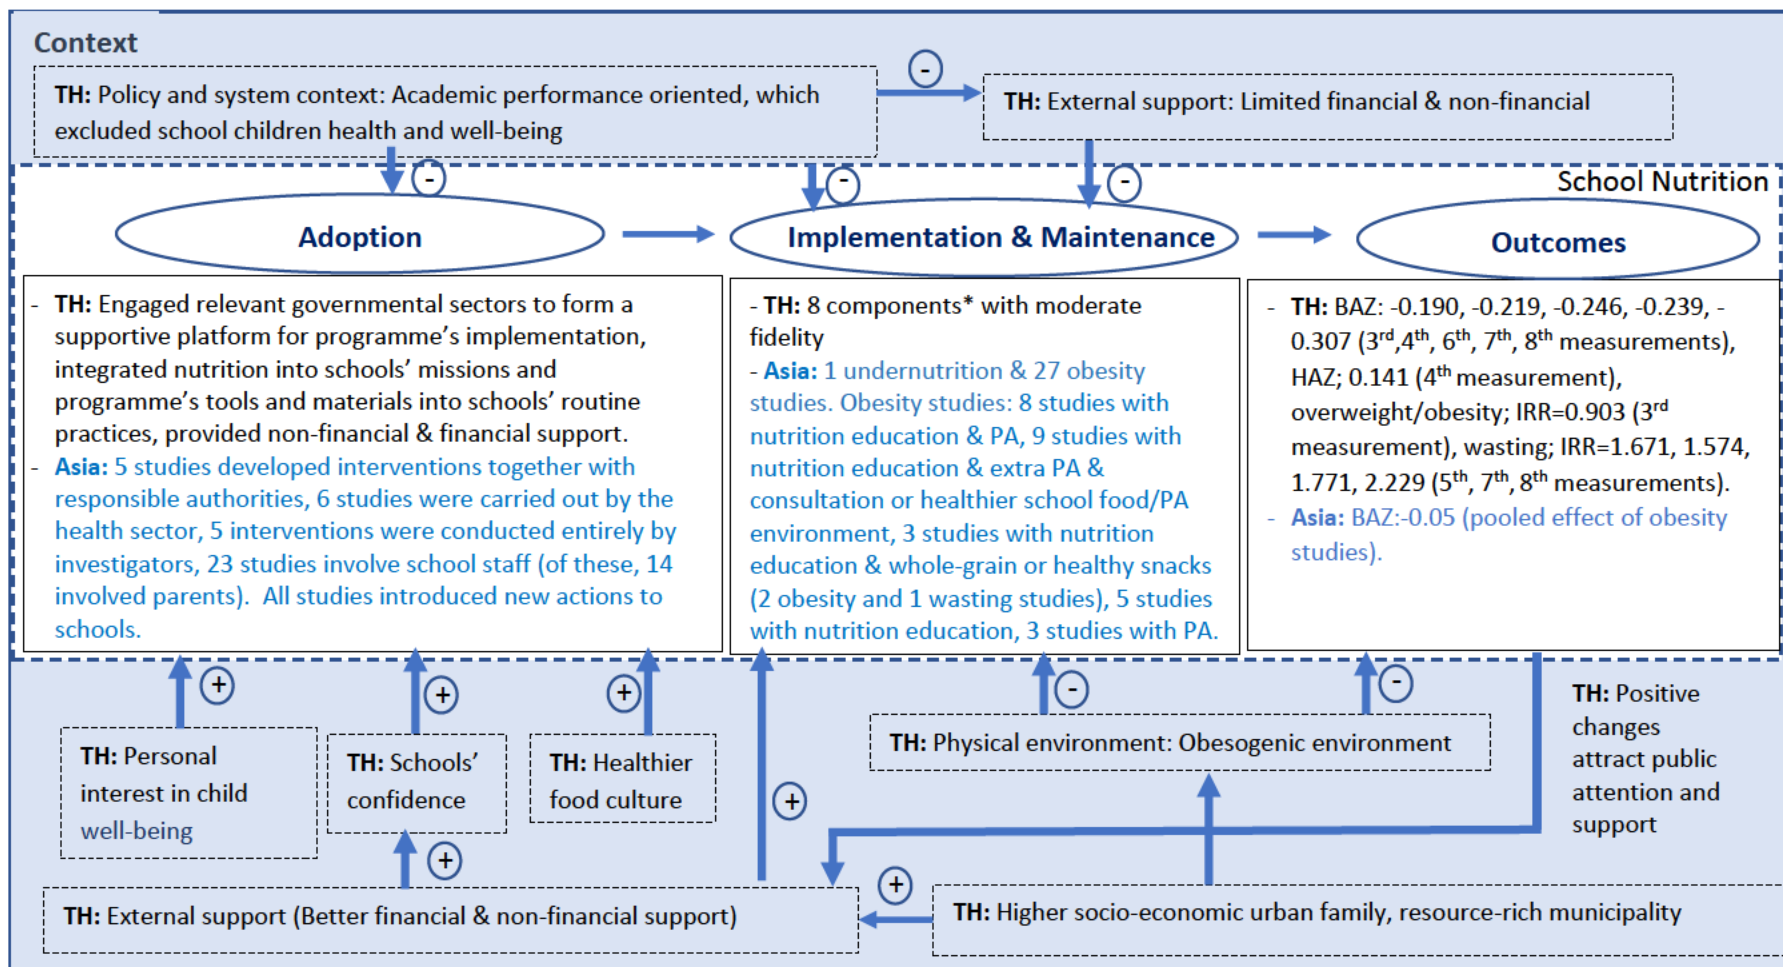 Context
TH: Policy and system context: Academic performance oriented, which
excluded school children health and well-being
-
TH: External support: Limited financial & non-financial
-
-
-
School Nutrition
Adoption
Implementation & Maintenance
Outcomes
- TH: Engaged relevant governmental sectors to form a
supportive platform for programme’s implementation,
integrated nutrition into schools’ missions and
programme’s tools and materials into schools’ routine
practices, provided non-financial & financial support.
- Asia: 5 studies developed interventions together with
responsible authorities, 6 studies were carried out by the
health sector, 5 interventions were conducted entirely by
investigators, 23 studies involve school staff (of these, 14
involved parents). All studies introduced new actions to
schools.
- TH: 8 components* with moderate
fidelity
- Asia: 1 undernutrition & 27 obesity
studies. Obesity studies: 8 studies with
nutrition education & PA, 9 studies with
nutrition education & extra PA &
consultation or healthier school food/PA
environment, 3 studies with nutrition
education & whole-grain or healthy snacks
(2 obesity and 1 wasting studies), 5 studies
with nutrition education, 3 studies with PA.
- TH: BAZ: -0.190, -0.219, -0.246, -0.239, -
0.307 (3rd,4th, 6th, 7th, 8th measurements),
HAZ; 0.141 (4th measurement),
overweight/obesity; IRR=0.903 (3rd
measurement), wasting; IRR=1.671, 1.574,
1.771, 2.229 (5th, 7th, 8th measurements).
- Asia: BAZ:-0.05 (pooled effect of obesity
studies).
+
+
+
-
-
TH: Personal
interest in child
well-being
TH: Schools’
confidence
TH: Healthier
food culture
+
TH: Physical environment: Obesogenic environment
TH: Positive
changes
attract public
attention and
support
+
+
TH: External support (Better financial & non-financial support)
TH: Higher socio-economic urban family, resource-rich municipality